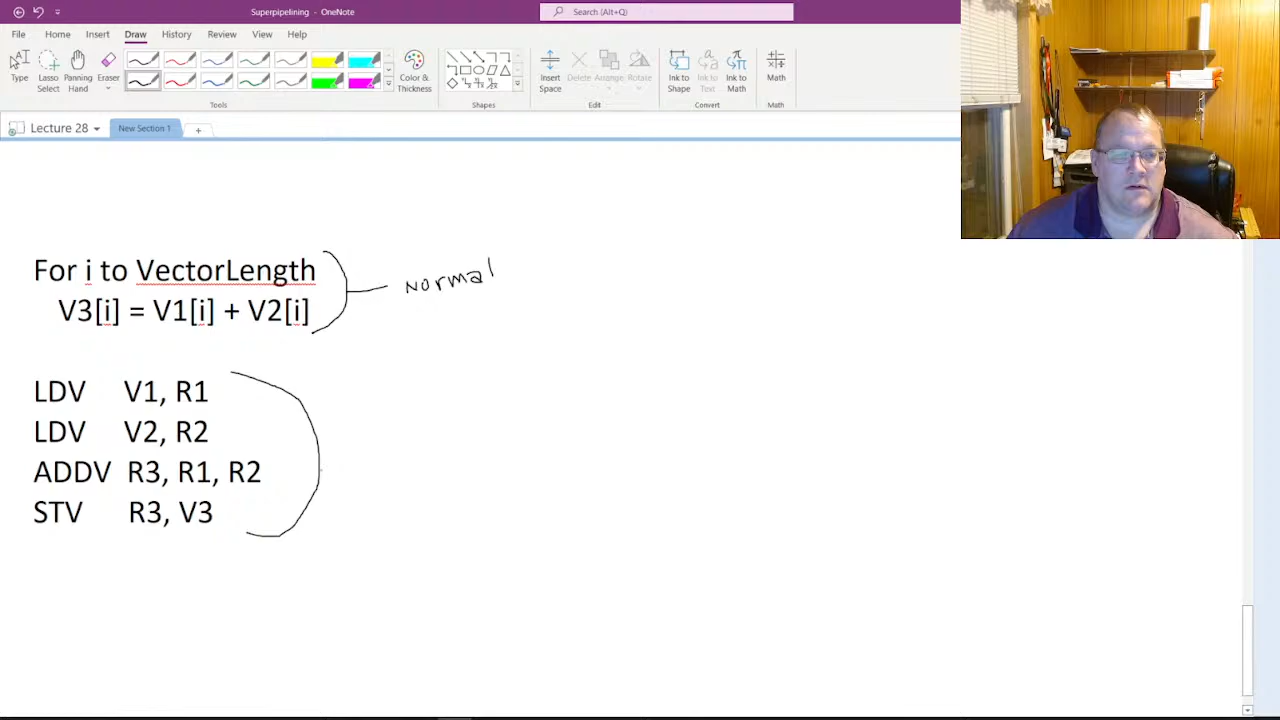 Superpipelining - OneNote
Search (Alt+Q)
File Home Insert Draw History Review View Help
Type
Lasso Select
Panning Hand
Eraser
Color & Thickness
Insert Space
Delete
Arrange
Rotate
Ink to Shape
Ink to Text
Ink to Math
Math
Tools
Shapes
Edit
Convert
Math
Lecture 28
New Section 1
+
For i to VectorLength
V3[i] = V1[i] + V2[i]
Normal
LDV V1, R1
LDV V2, R2
ADDV R3, R1, R2
STV R3, V3